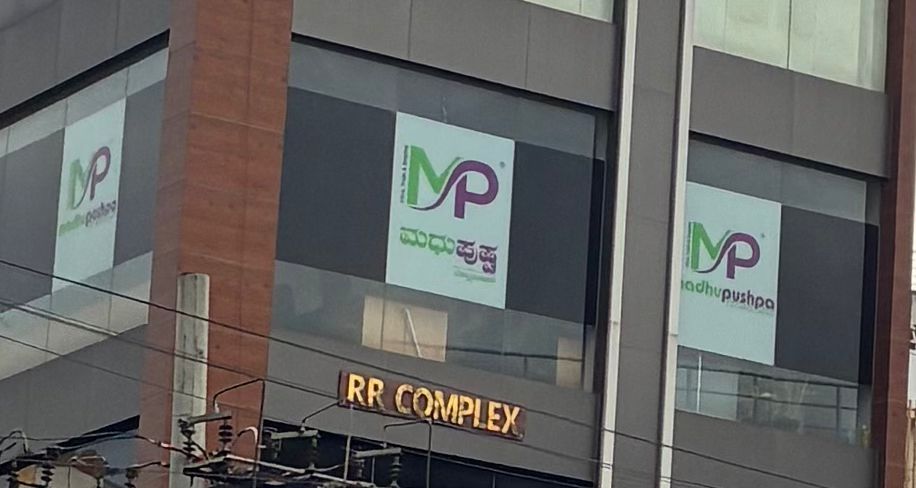 MP
madhupushpa
MP
ಮಧುಪುಷ್ಪ
MP
madhupushpa
RR COMPLEX